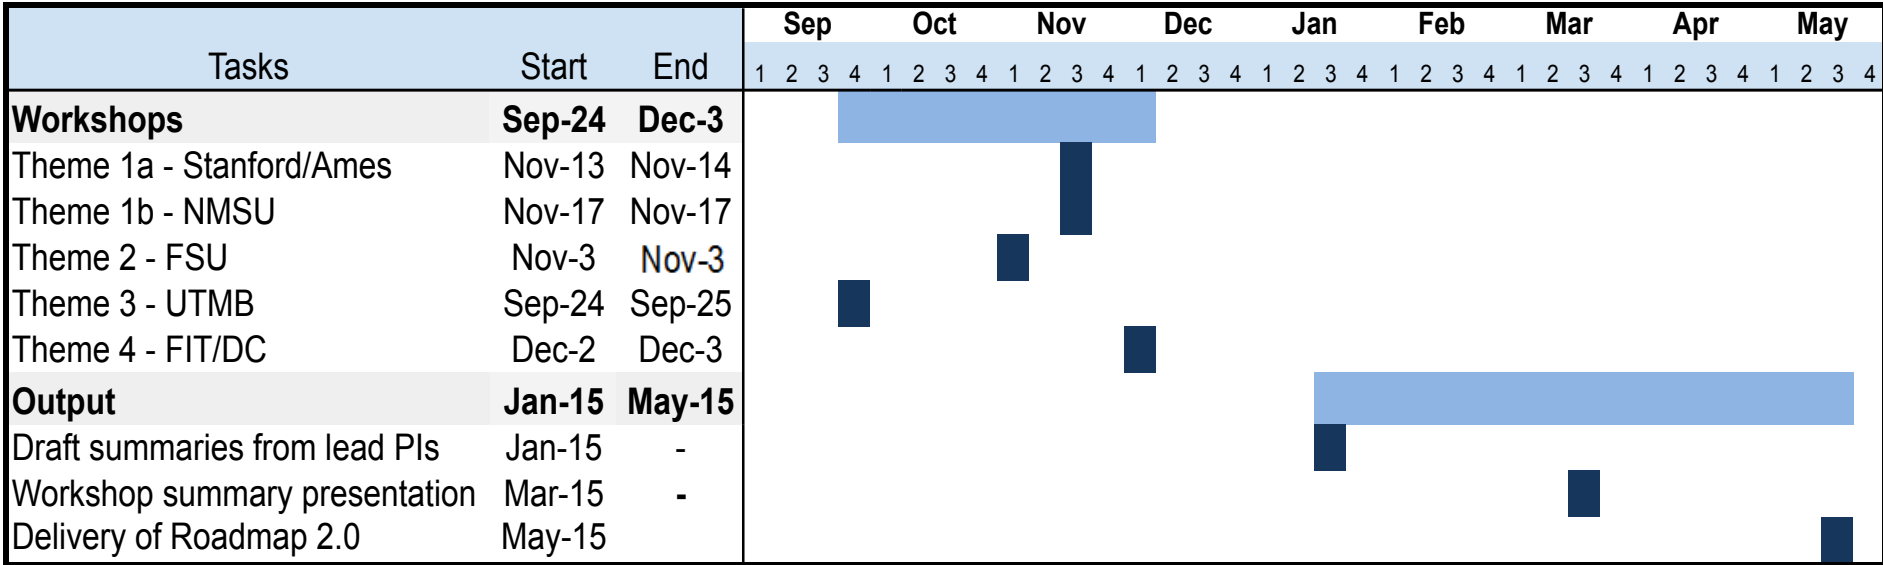 Sep Oct Nov Dec Jan Feb Mar Apr May
Tasks Start End 1 2 3 4 1 2 3 4 1 2 3 4 1 2 3 4 1 2 3 4 1 2 3 4 1 2 3 4 1 2 3 4 1 2 3 4
Workshops Sep-24 Dec-3
Theme 1a - Stanford/Ames Nov-13 Nov-14
Theme 1b - NMSU Nov-17 Nov-17
Theme 2 - FSU Nov-3 Nov-3
Theme 3 - UTMB Sep-24 Sep-25
Theme 4 - FIT/DC Dec-2 Dec-3
Output Jan-15 May-15
Draft summaries from lead PIs Jan-15 -
Workshop summary presentation Mar-15 -
Delivery of Roadmap 2.0 May-15